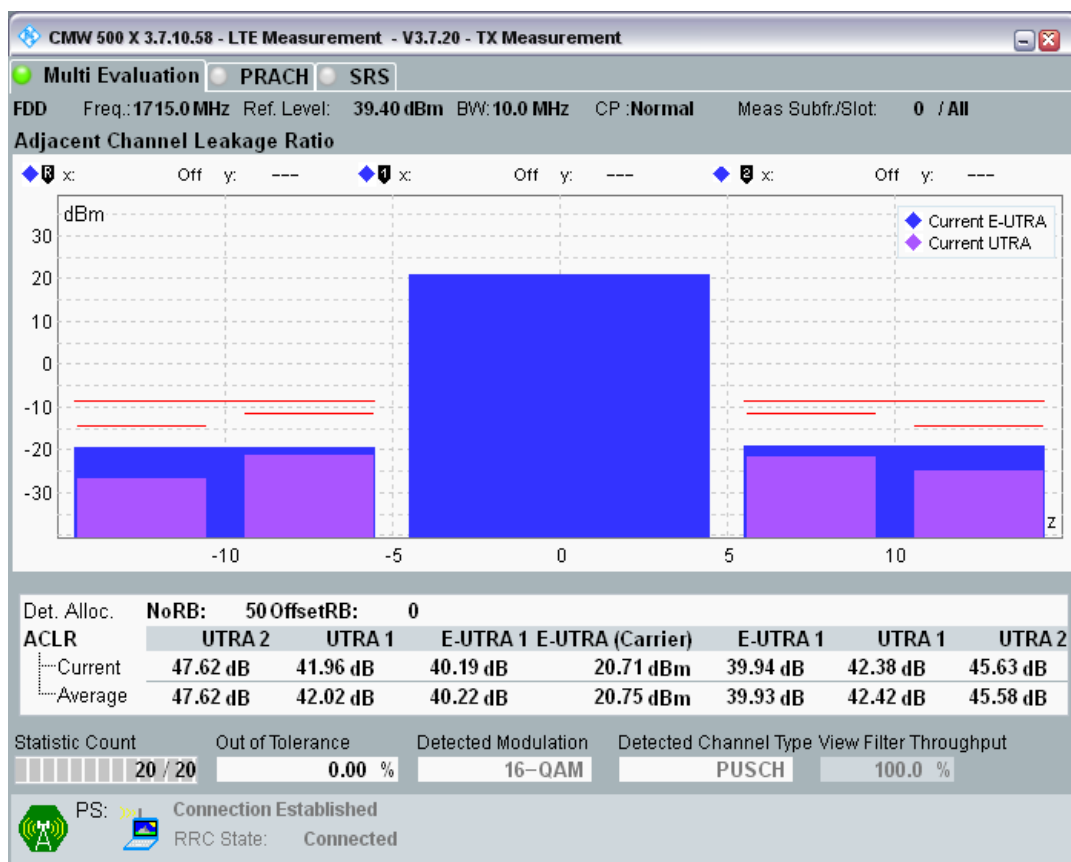 CMW 500 X 3.7.10.58 - LTE Measurement - V3.7.20 - TX Measurement
Multi Evaluation PRACH SRS
FDD Freq.: 1715.0 MHz Ref. Level: 39.40 dBm BW: 10.0 MHz CP :Normal Meas Subfr./Slot: 0 / All
Adjacent Channel Leakage Ratio
R x: Off y: --- 1 x: Off y: --- 2 x: Off y: ---
dBm
Current E-UTRA
Current UTRA
30
20
10
0
-10
-20
-30
z
-10 -5 0 5 10
Det. Alloc. NoRB: 50 OffsetRB: 0
ACLR UTRA 2 UTRA 1 E-UTRA 1 E-UTRA (Carrier) E-UTRA 1 UTRA 1 UTRA 2
Current 47.62 dB 41.96 dB 40.19 dB 20.71 dBm 39.94 dB 42.38 dB 45.63 dB
Average 47.62 dB 42.02 dB 40.22 dB 20.75 dBm 39.93 dB 42.42 dB 45.58 dB
Statistic Count Out of Tolerance Detected Modulation Detected Channel Type View Filter Throughput
20 / 20 0.00 % 16-QAM PUSCH 100.0 %
PS: Connection Established
RRC State: Connected